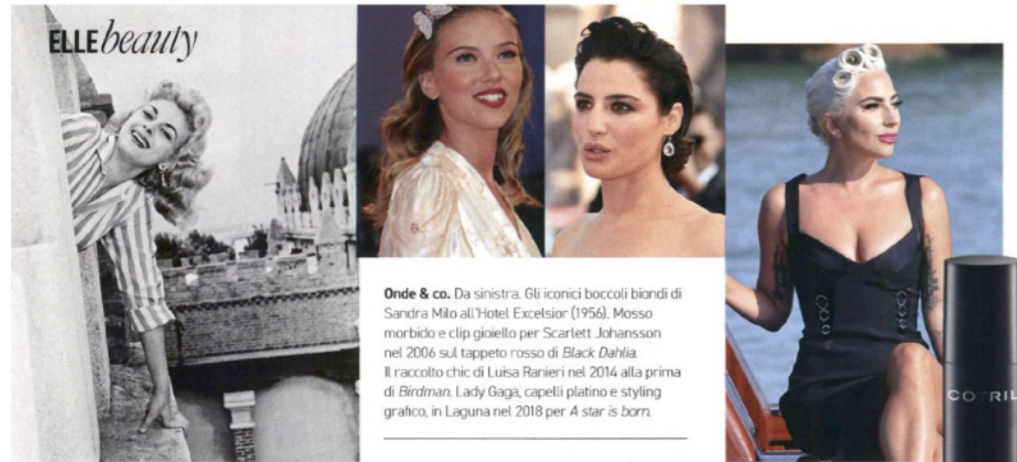 ELLE beauty
Onde & co. Da sinistra. Gli iconici boccoli biondi di
Sandra Milo all'Hotel Excelsior (1956). Mosso
morbido e clip gioiello per Scarlett Johansson
nel 2006 sul tappeto rosso di Black Dahlia.
Il raccolto chic di Luisa Ranieri nel 2014 alla prima
di Birdman. Lady Gaga, capelli platino e styling
grafico, in Laguna nel 2018 per A star is born.
COTRIL